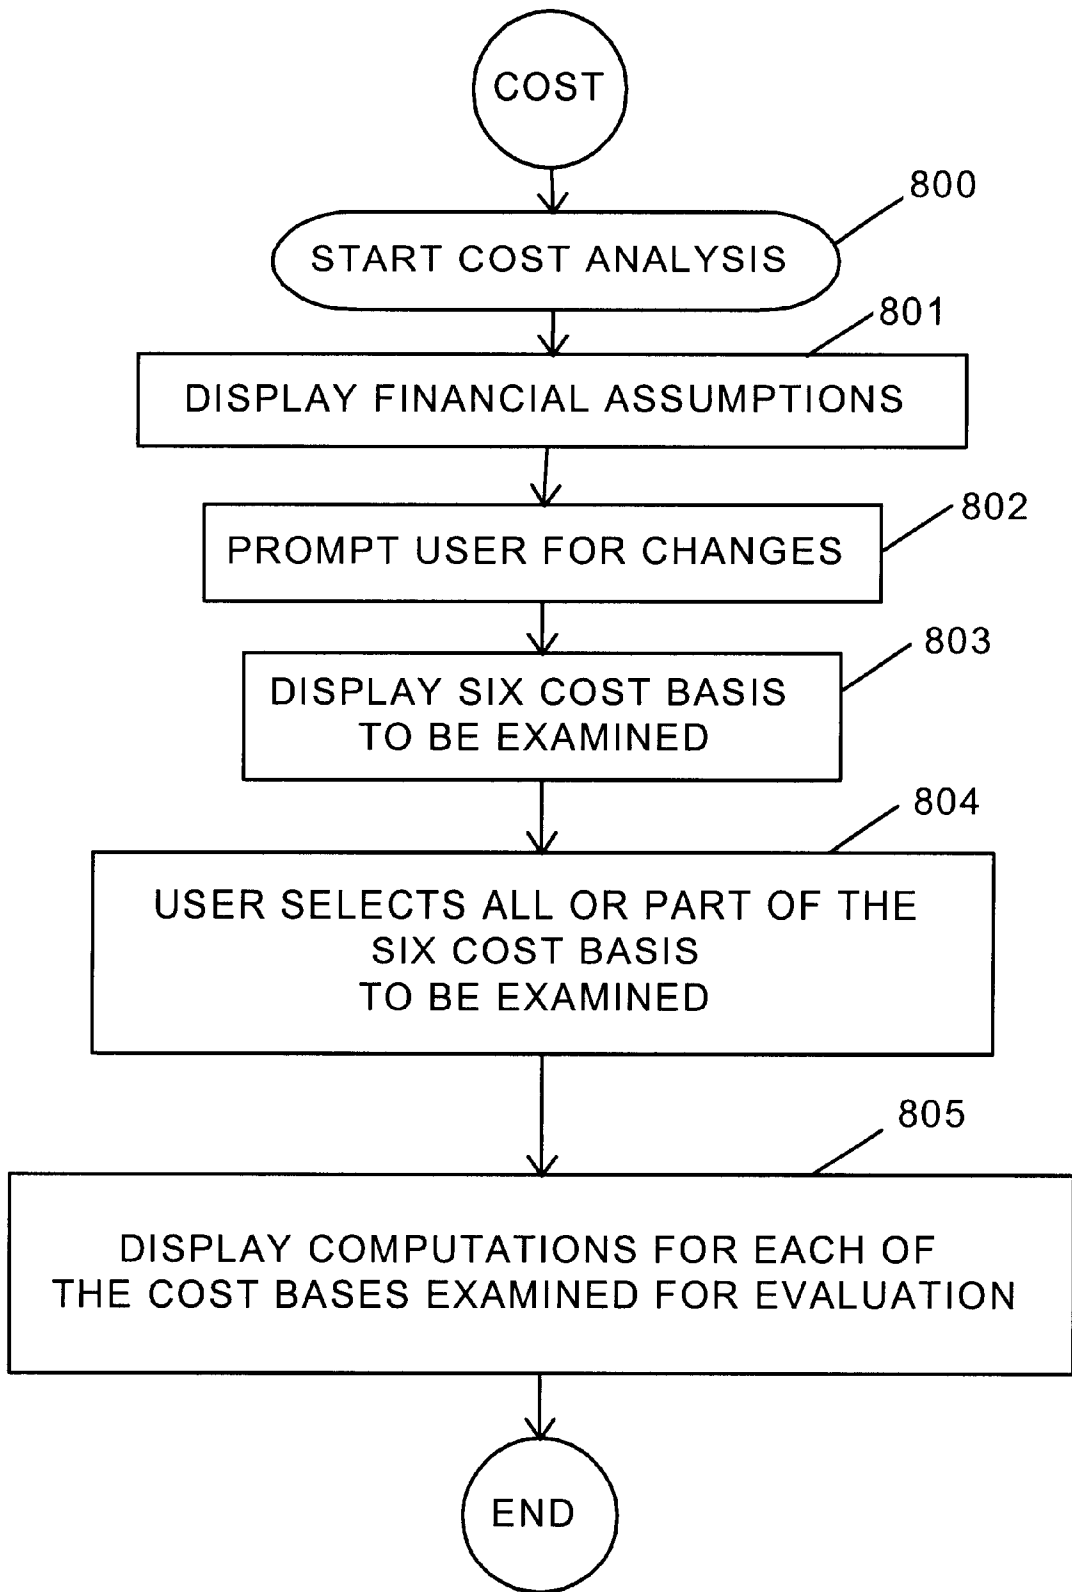 COST
800
START COST ANALYSIS
801
DISPLAY FINANCIAL ASSUMPTIONS
802
PROMPT USER FOR CHANGES
803
DISPLAY SIX COST BASIS
TO BE EXAMINED
804
USER SELECTS ALL OR PART OF THE
SIX COST BASIS
TO BE EXAMINED
805
DISPLAY COMPUTATIONS FOR EACH OF
THE COST BASES EXAMINED FOR EVALUATION
END